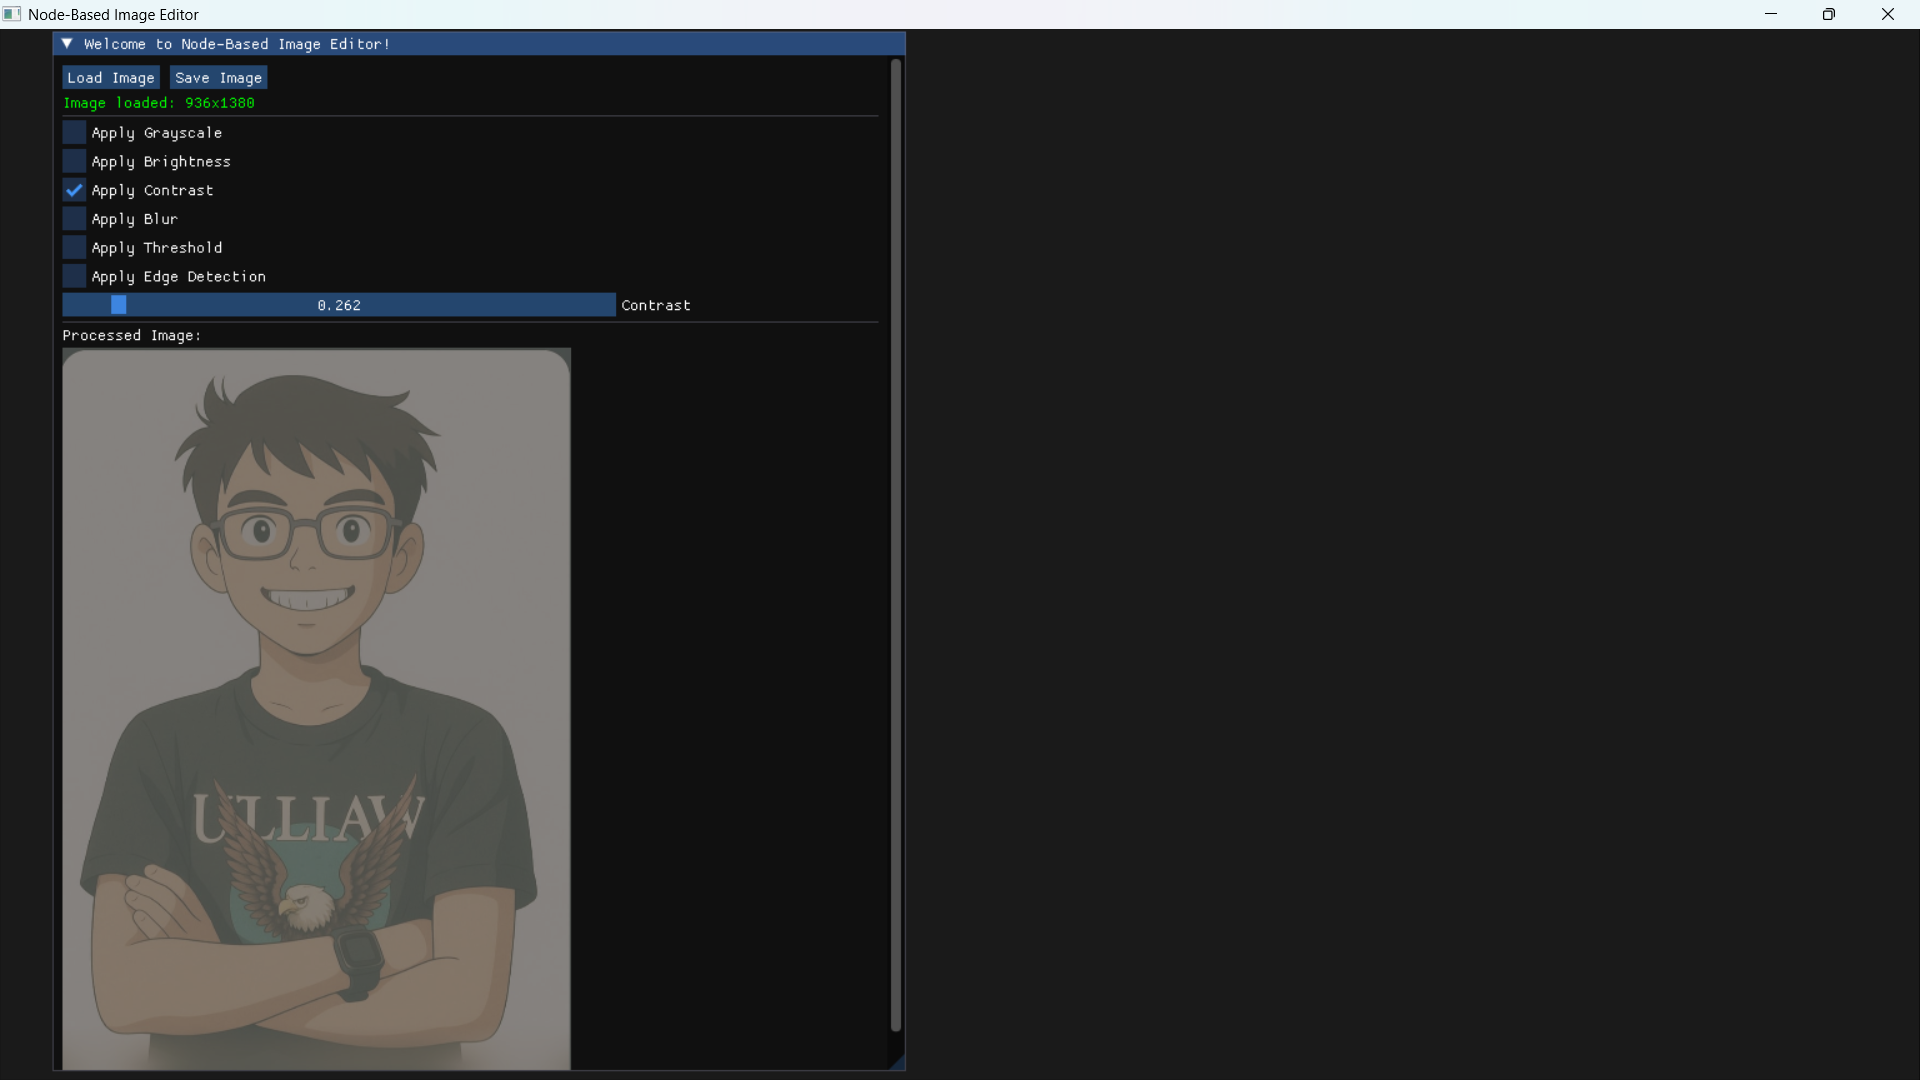 Node-Based Image Editor
Welcome to Node-Based Image Editor!
Load Image Save Image
Image loaded: 936x1380
Apply Grayscale
Apply Brightness
Apply Contrast
Apply Blur
Apply Threshold
Apply Edge Detection
0.262 Contrast
Processed Image:
ULLIAW